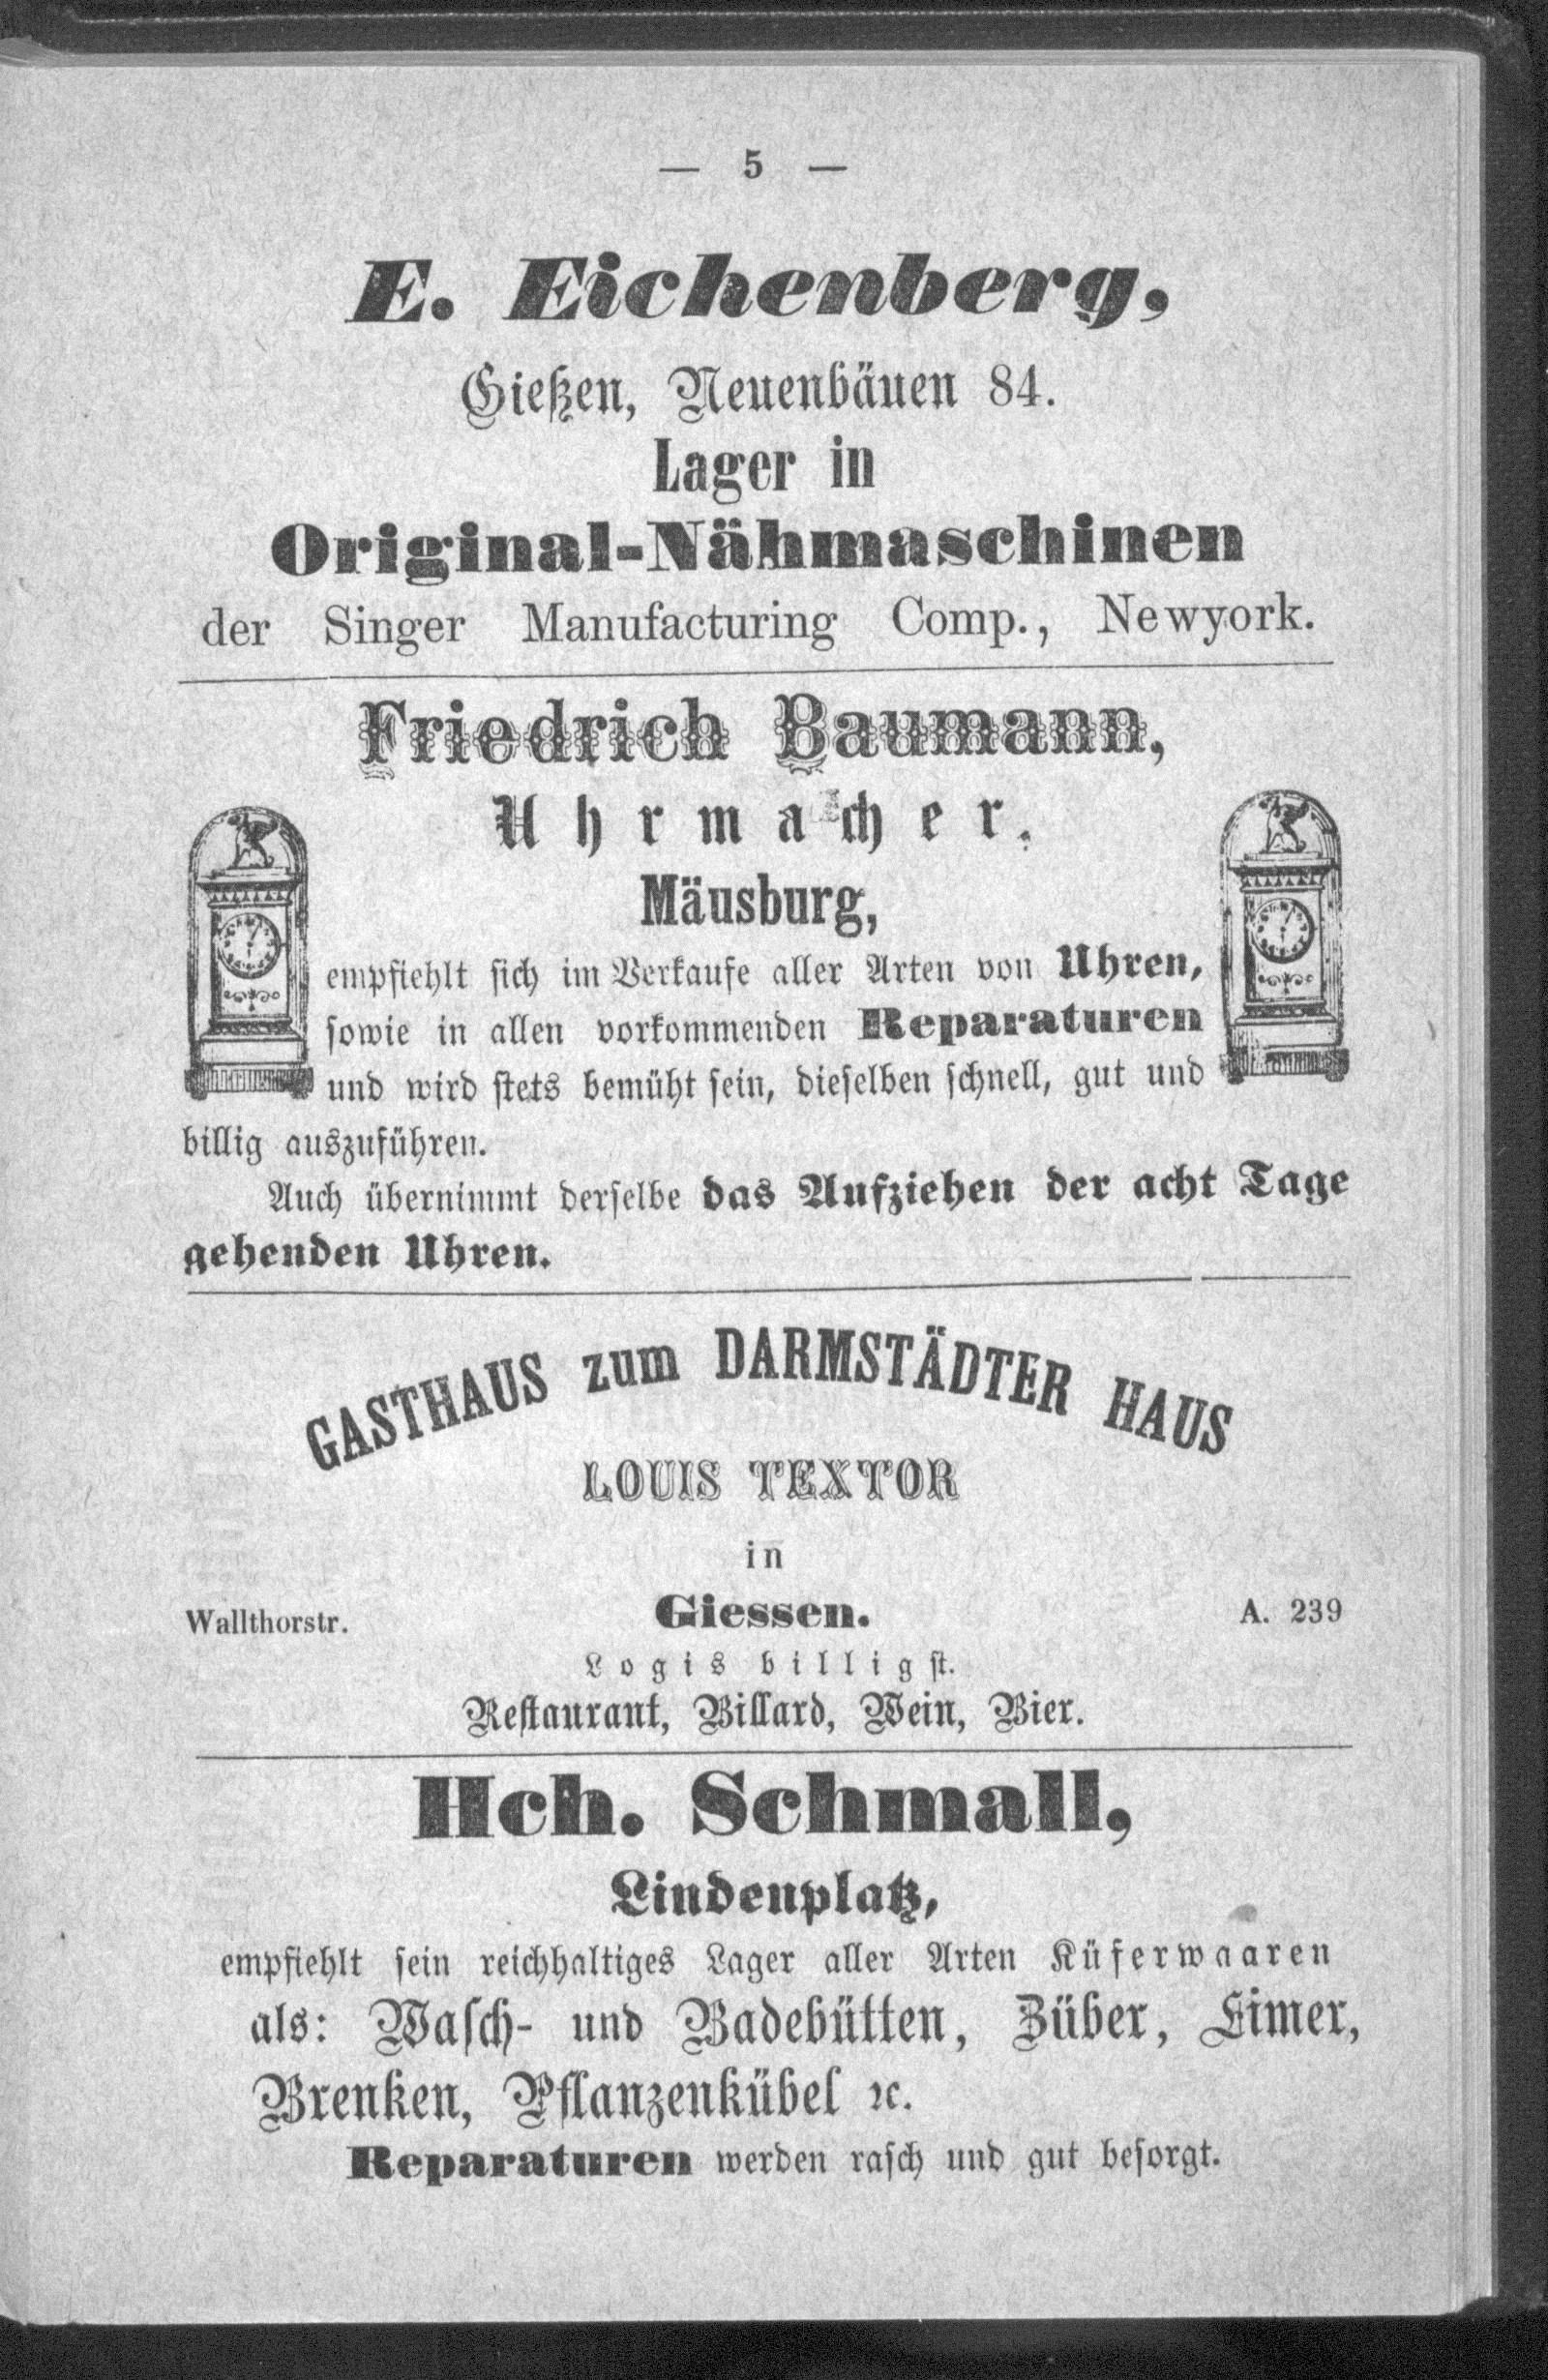 — 5 —
E. Eichenberg,
Gießen, Neuenbäuen 84.
Lager in
Original-Nähmaschinen
der Singer Manufacturing Comp., Newyork.
Friedrich Baumann,
Uhrmacher.
Mäusburg,
empfiehlt sich im Verkaufe aller Arten von Uhren,
sowie in allen vorkommenden Reparaturen
und wird stets bemüht sein, dieselben schnell, gut und
billig auszuführen.
Auch übernimmt derselbe das Aufziehen der acht Tage
gehenden Uhren.
GASTHAUS zum DARMSTÄDTER HAUS
LOUIS TEXTOR
in
Wallthorstr. Giessen. A. 239
Logis billigst.
Restaurant, Billard, Wein, Bier.
Hch. Schmall,
Lindenplatz,
empfiehlt sein reichhaltiges Lager aller Arten Küferwaaren
als: Wasch- und Badebütten, Züber, Eimer,
Brenken, Pflanzenkübel ꝛc.
Reparaturen werden rasch und gut besorgt.